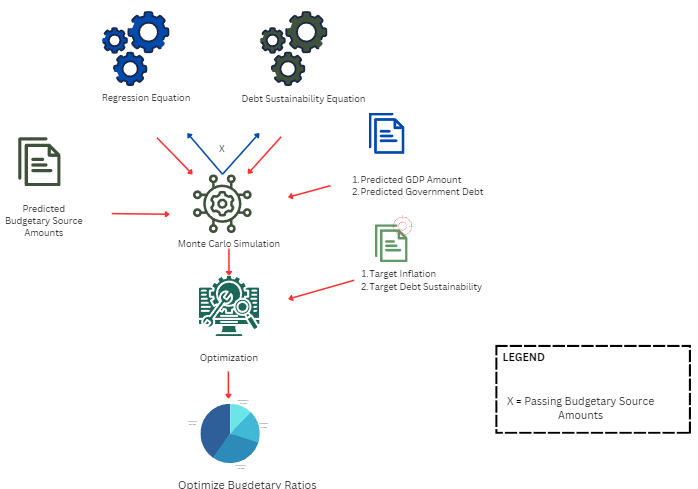 Regression Equation
Debt Sustainability Equation
X
1.Predicted GDP Amount
2.Predicted Government Debt
Predicted
Budgetary Source
Amounts
Monte Carlo Simulation
1.Target Inflation
2.Target Debt Sustainability
Optimization
LEGEND
X = Passing Budgetary Source
Amounts
Optimize Bugdetary Ratios